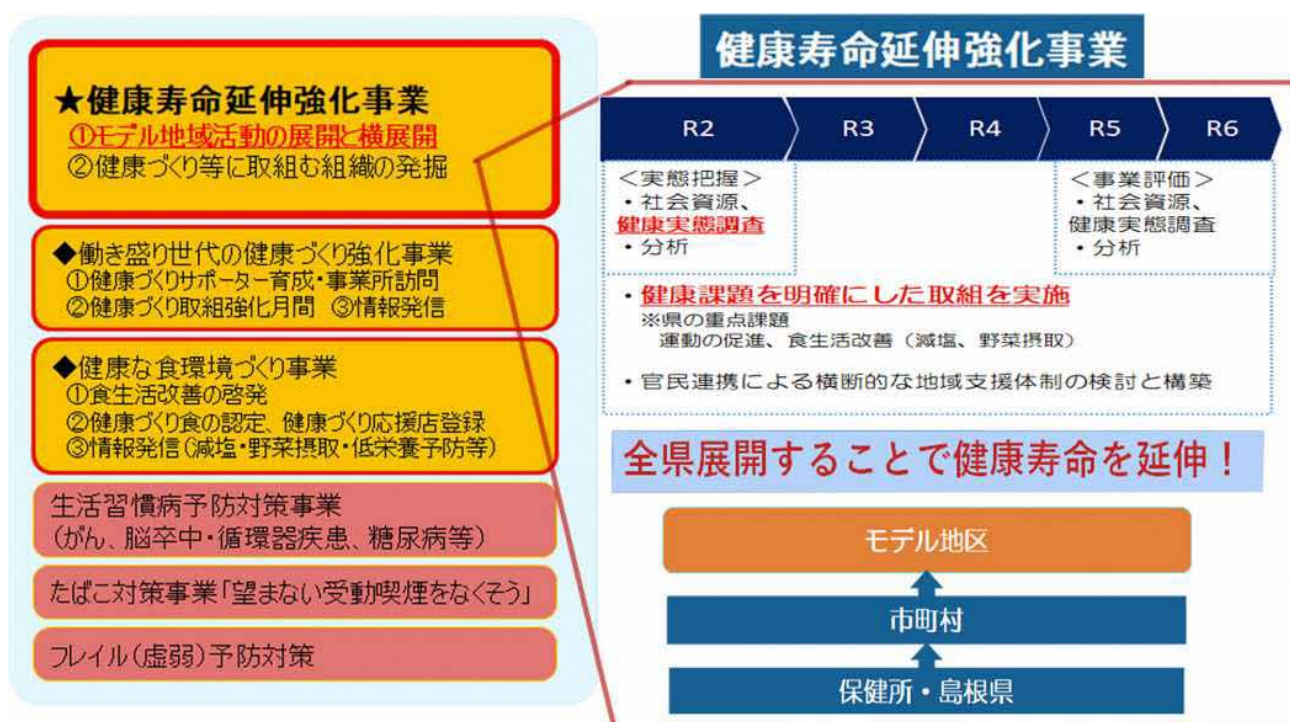 ★健康寿命延伸強化事業
①モデル地域活動の展開と横展開
②健康づくり等に取組む組織の発掘
◆働き盛り世代の健康づくり強化事業
①健康づくりサポーター育成・事業所訪問
②健康づくり取組強化月間　③情報発信
◆健康な食環境づくり事業
①食生活改善の啓発
②健康づくり食の認定、健康づくり応援店登録
③情報発信(減塩・野菜摂取・低栄養予防等)
生活習慣病予防対策事業
(がん、脳卒中・循環器疾患、糖尿病等)
たばこ対策事業「望まない受動喫煙をなくそう」
フレイル(虚弱)予防対策
健康寿命延伸強化事業
R2
R3
R4
R5
R6
＜実態把握＞
・社会資源、
健康実態調査
・分析
＜事業評価＞
・社会資源、
健康実態調査
・分析
・健康課題を明確にした取組を実施
※県の重点課題
運動の促進、食生活改善（減塩、野菜摂取）
・官民連携による横断的な地域支援体制の検討と構築
全県展開することで健康寿命を延伸！
モデル地区
市町村
保健所・島根県